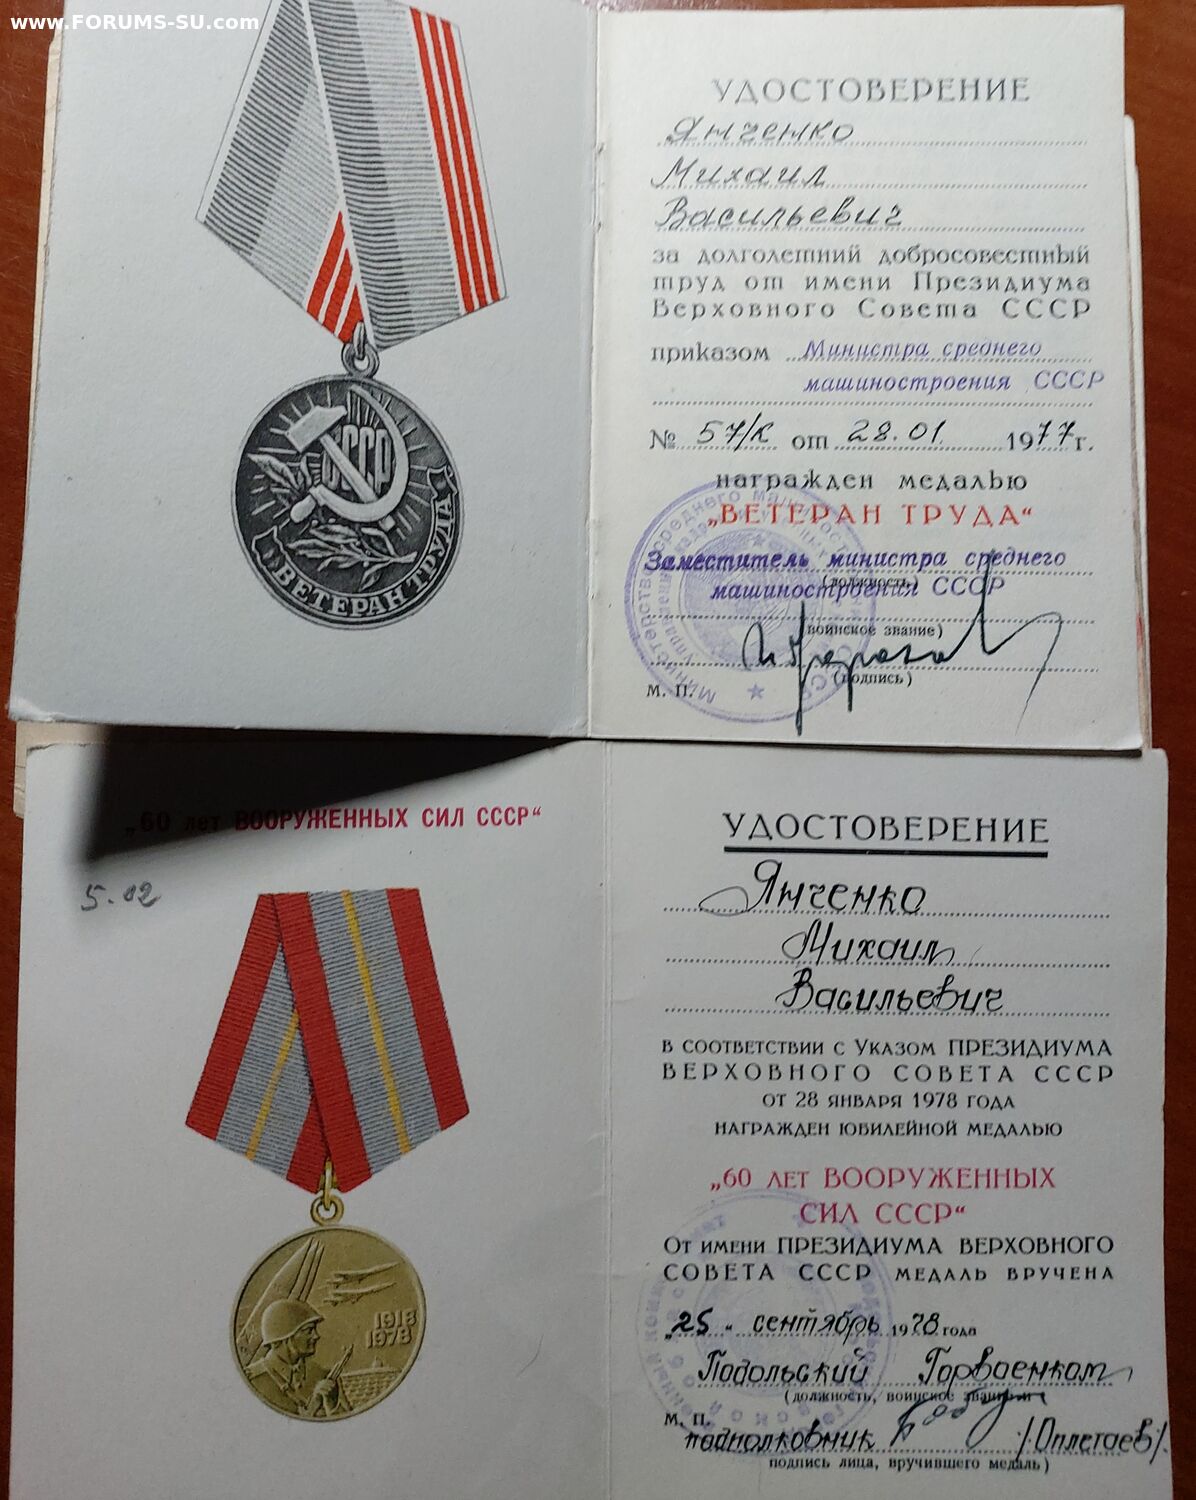 www.FORUMS-SU.com
СССР
ВЕТЕРАН ТРУДА
УДОСТОВЕРЕНИЕ
Янченко
Михаил
Васильевич
за долголетний добросовестный
труд от имени Президиума
Верховного Совета СССР
приказом Министра среднего
машиностроения СССР
№ 57/к от 28.01. 1977г.
награжден медалью
„ВЕТЕРАН ТРУДА“
Заместитель министра среднего
(должность)
машиностроения СССР
(воинское звание)
(подпись)
М. П.
„60 лет ВООРУЖЕННЫХ СИЛ СССР“
5.02
1918
1978
УДОСТОВЕРЕНИЕ
Янченко
Михаил
Васильевич
В СООТВЕТСТВИИ С УКАЗОМ ПРЕЗИДИУМА
ВЕРХОВНОГО СОВЕТА СССР
ОТ 28 ЯНВАРЯ 1978 ГОДА
НАГРАЖДЕН ЮБИЛЕЙНОЙ МЕДАЛЬЮ
„60 ЛЕТ ВООРУЖЕННЫХ
СИЛ СССР“
ОТ ИМЕНИ ПРЕЗИДИУМА ВЕРХОВНОГО
СОВЕТА СССР МЕДАЛЬ ВРУЧЕНА
„25“ сентябрь 1978 года
Подольский Горвоенком
(должность, воинское звание и
М. П.
подполковник /Оплетаев/.
подпись лица, вручившего медаль)